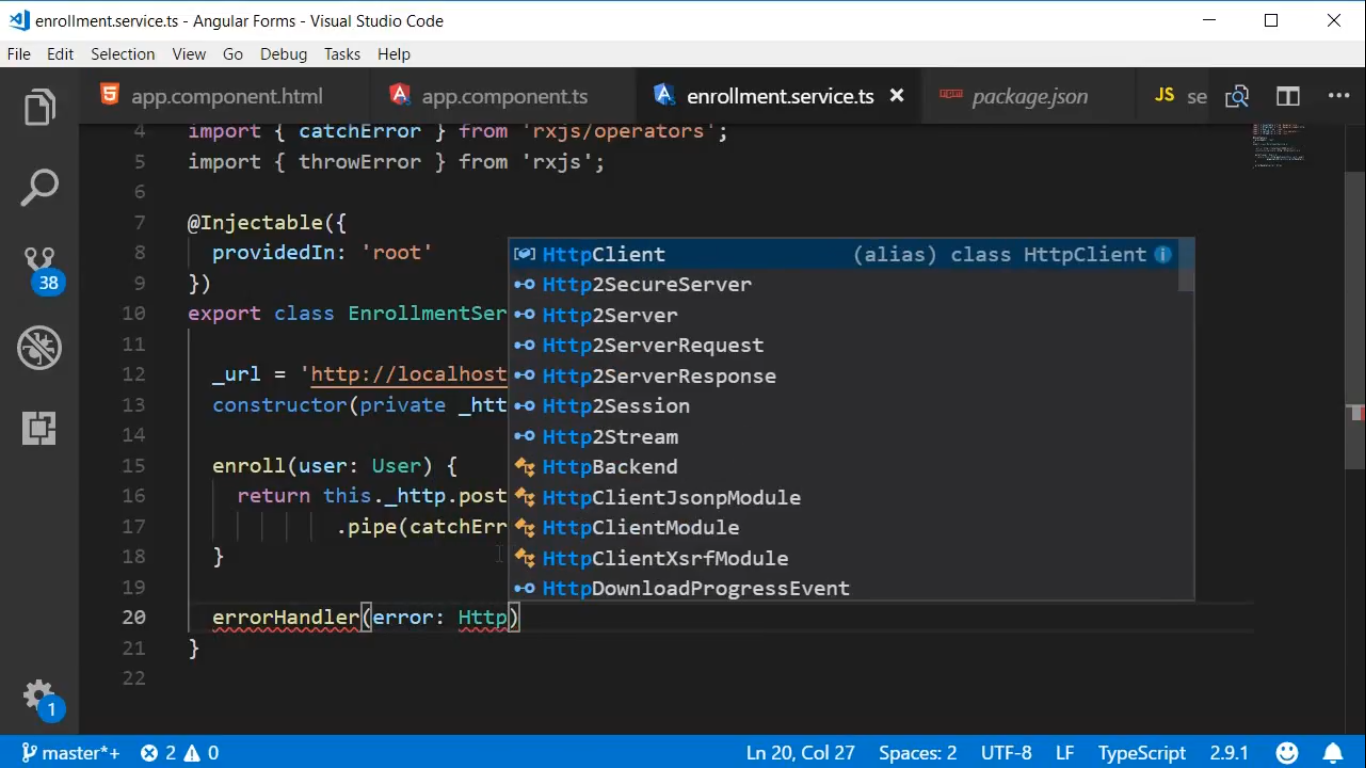 enrollment.service.ts - Angular Forms - Visual Studio Code
File Edit Selection View Go Debug Tasks Help
app.component.html app.component.ts enrollment.service.ts package.json JS se
4 import { catchError } from 'rxjs/operators';
5 import { throwError } from 'rxjs';
6
7 @Injectable({
8 providedIn: 'root'
9 })
10 export class EnrollmentSer
11
12 _url = 'http://localhost
13 constructor(private _htt
14
15 enroll(user: User) {
16 return this._http.post
17 .pipe(catchErr
18 }
19
20 errorHandler(error: Http)
21 }
22
HttpClient (alias) class HttpClient
Http2SecureServer
Http2Server
Http2ServerRequest
Http2ServerResponse
Http2Session
Http2Stream
HttpBackend
HttpClientJsonpModule
HttpClientModule
HttpClientXsrfModule
HttpDownloadProgressEvent
38
1
master*+ 2 0 Ln 20, Col 27 Spaces: 2 UTF-8 LF TypeScript 2.9.1